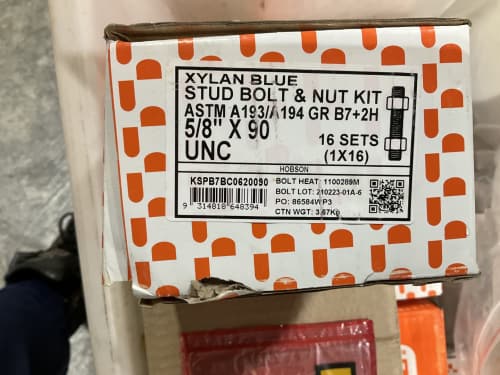 XYLAN BLUE
STUD BOLT & NUT KIT
ASTM A193/A194 GR B7+2H
5/8" X 90
UNC
16 SETS
(1X16)
HOBSON
KSPB7BC0620090
9 314818 648394
BOLT HEAT: 1100289M
BOLT LOT: 210223-01A-6
PO: 86584WP3
CTN WGT: 3.67Kg